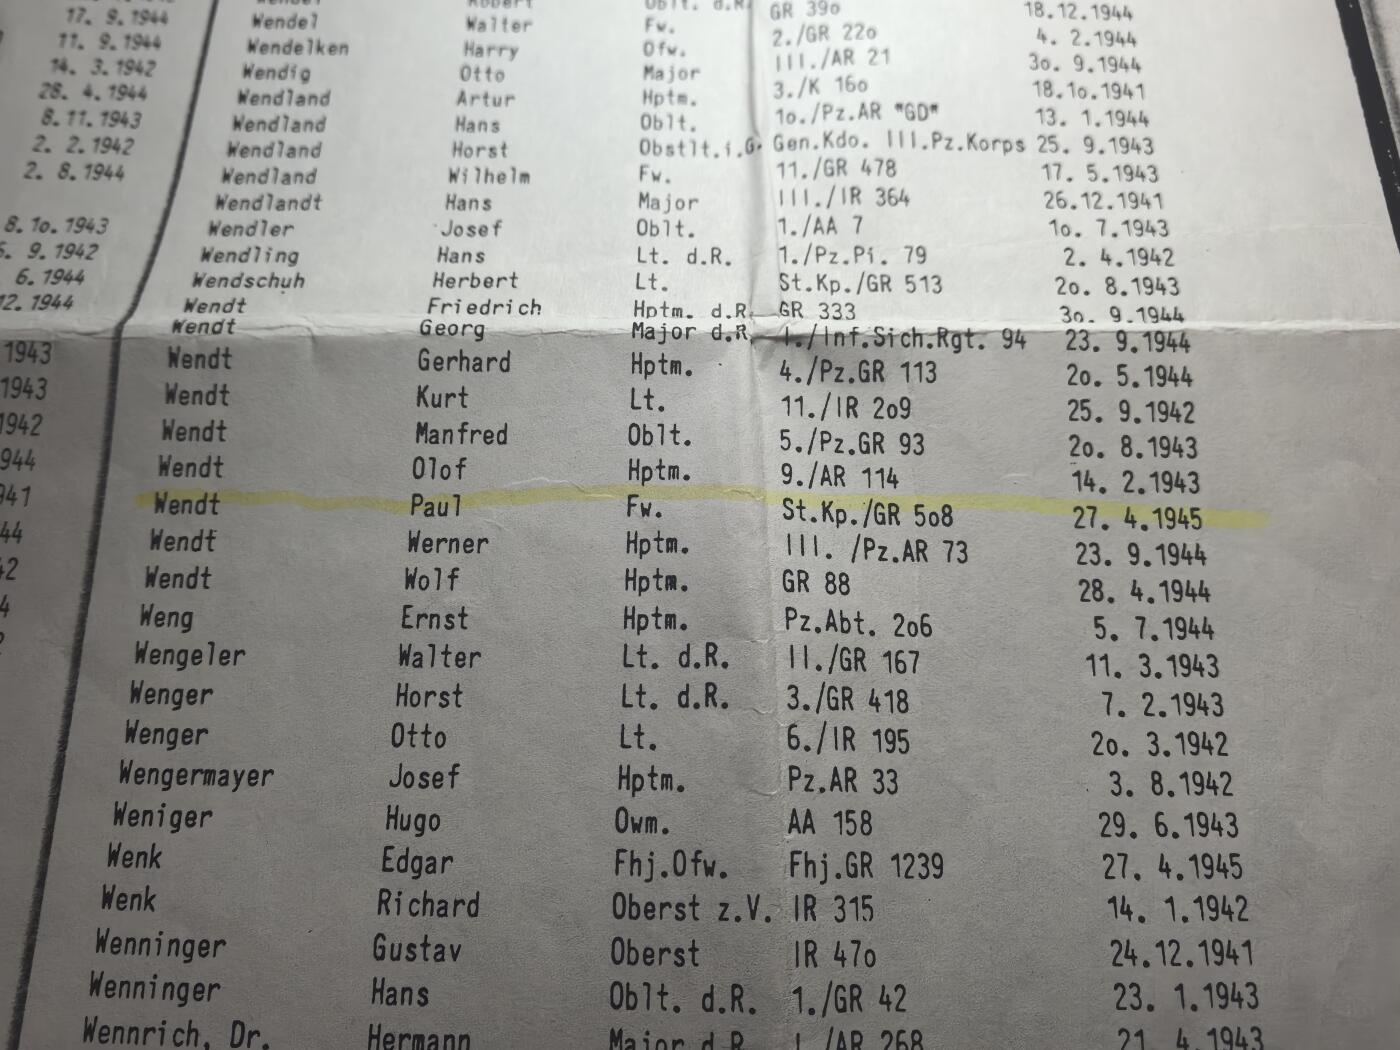 Wendel Robert Oblt. d.R. GR 390 18.12.1944
17. 9.1944 Wendel Walter Fw. 2./GR 22o 4. 2.1944
11. 9.1944 Wendelken Harry Ofw. III./AR 21 3o. 9.1944
14. 3.1942 Wendig Otto Major 3./K 16o 18.1o.1941
28. 4.1944 Wendland Artur Hptm. 1o./Pz.AR "GD" 13. 1.1944
8.11.1943 Wendland Hans Oblt. Gen.Kdo. III.Pz.Korps 25. 9.1943
2. 2.1942 Wendland Horst Obstlt.i.G. 11./GR 478 17. 5.1943
2. 8.1944 Wendland Wilhelm Fw. III./IR 364 26.12.1941
Wendlandt Hans Major 1./AA 7 1o. 7.1943
8.1o.1943 Wendler Josef Oblt. 1./Pz.Pi. 79 2. 4.1942
5. 9.1942 Wendling Hans Lt. d.R. St.Kp./GR 513 2o. 8.1943
6.1944 Wendschuh Herbert Lt. GR 333 3o. 9.1944
12.1944 Wendt Friedrich Hptm. d.R. I./Inf.Sich.Rgt. 94 23. 9.1944
Wendt Georg Major d.R.
1943 Wendt Gerhard Hptm. 4./Pz.GR 113 2o. 5.1944
1943 Wendt Kurt Lt. 11./IR 2o9 25. 9.1942
1942 Wendt Manfred Oblt. 5./Pz.GR 93 2o. 8.1943
944 Wendt Olof Hptm. 9./AR 114 14. 2.1943
941 Wendt Paul Fw. St.Kp./GR 5o8 27. 4.1945
44 Wendt Werner Hptm. III. /Pz.AR 73 23. 9.1944
42 Wendt Wolf Hptm. GR 88 28. 4.1944
4 Weng Ernst Hptm. Pz.Abt. 2o6 5. 7.1944
2 Wengeler Walter Lt. d.R. II./GR 167 11. 3.1943
Wenger Horst Lt. d.R. 3./GR 418 7. 2.1943
Wenger Otto Lt. 6./IR 195 2o. 3.1942
Wengermayer Josef Hptm. Pz.AR 33 3. 8.1942
Weniger Hugo Owm. AA 158 29. 6.1943
Wenk Edgar Fhj.Ofw. Fhj.GR 1239 27. 4.1945
Wenk Richard Oberst z.V. IR 315 14. 1.1942
Wenninger Gustav Oberst IR 47o 24.12.1941
Wenninger Hans Oblt. d.R. 1./GR 42 23. 1.1943
Wennrich, Dr. Hermann Major d.R. I./AR 268 21. 4.1943